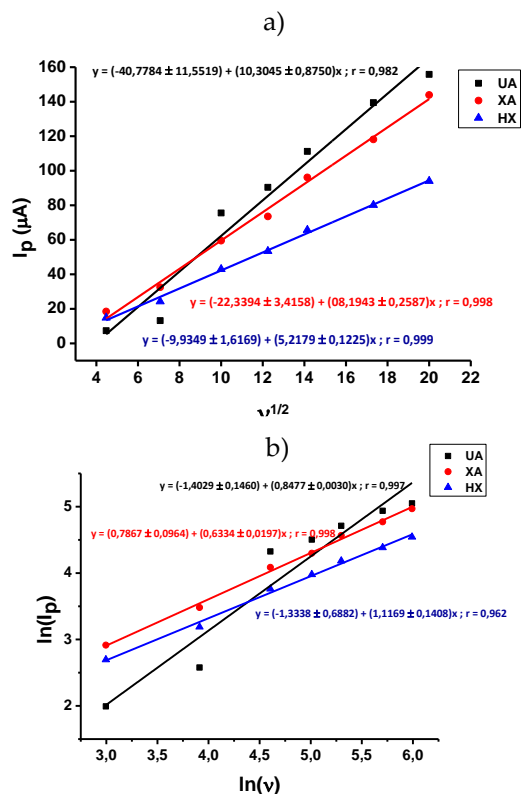 a)
y = (-40,7784 ± 11,5519) + (10,3045 ± 0,8750)x ; r = 0,982
UA
XA
HX
160
140
120
100
80
60
40
20
0
I_p (μA)
y = (-22,3394 ± 3,4158) + (08,1943 ± 0,2587)x ; r = 0,998
y = (-9,9349 ± 1,6169) + (5,2179 ± 0,1225)x ; r = 0,999
4 6 8 10 12 14 16 18 20 22
ν^1/2
b)
UA
XA
HX
y = (-1,4029 ± 0,1460) + (0,8477 ± 0,0030)x ; r = 0,997
y = (0,7867 ± 0,0964) + (0,6334 ± 0,0197)x ; r = 0,998
y = (-1,3338 ± 0,6882) + (1,1169 ± 0,1408)x ; r = 0,962
5
4
3
2
ln(Ip)
3,0 3,5 4,0 4,5 5,0 5,5 6,0
ln(ν)